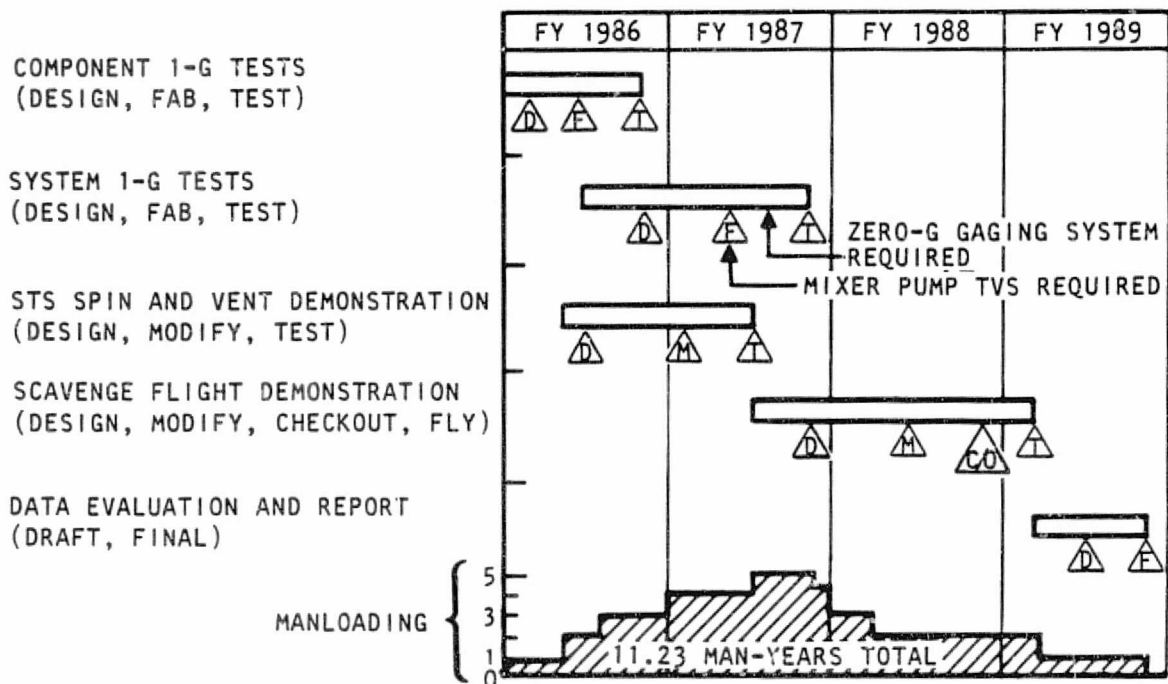 FY 1986 FY 1987 FY 1988 FY 1989
COMPONENT 1-G TESTS
(DESIGN, FAB, TEST)
D F T
SYSTEM 1-G TESTS
(DESIGN, FAB, TEST)
D F T
ZERO-G GAGING SYSTEM
REQUIRED
MIXER PUMP TVS REQUIRED
STS SPIN AND VENT DEMONSTRATION
(DESIGN, MODIFY, TEST)
D M T
SCAVENGE FLIGHT DEMONSTRATION
(DESIGN, MODIFY, CHECKOUT, FLY)
D M CO T
DATA EVALUATION AND REPORT
(DRAFT, FINAL)
D F
MANLOADING
5
3
1
0
11.23 MAN-YEARS TOTAL